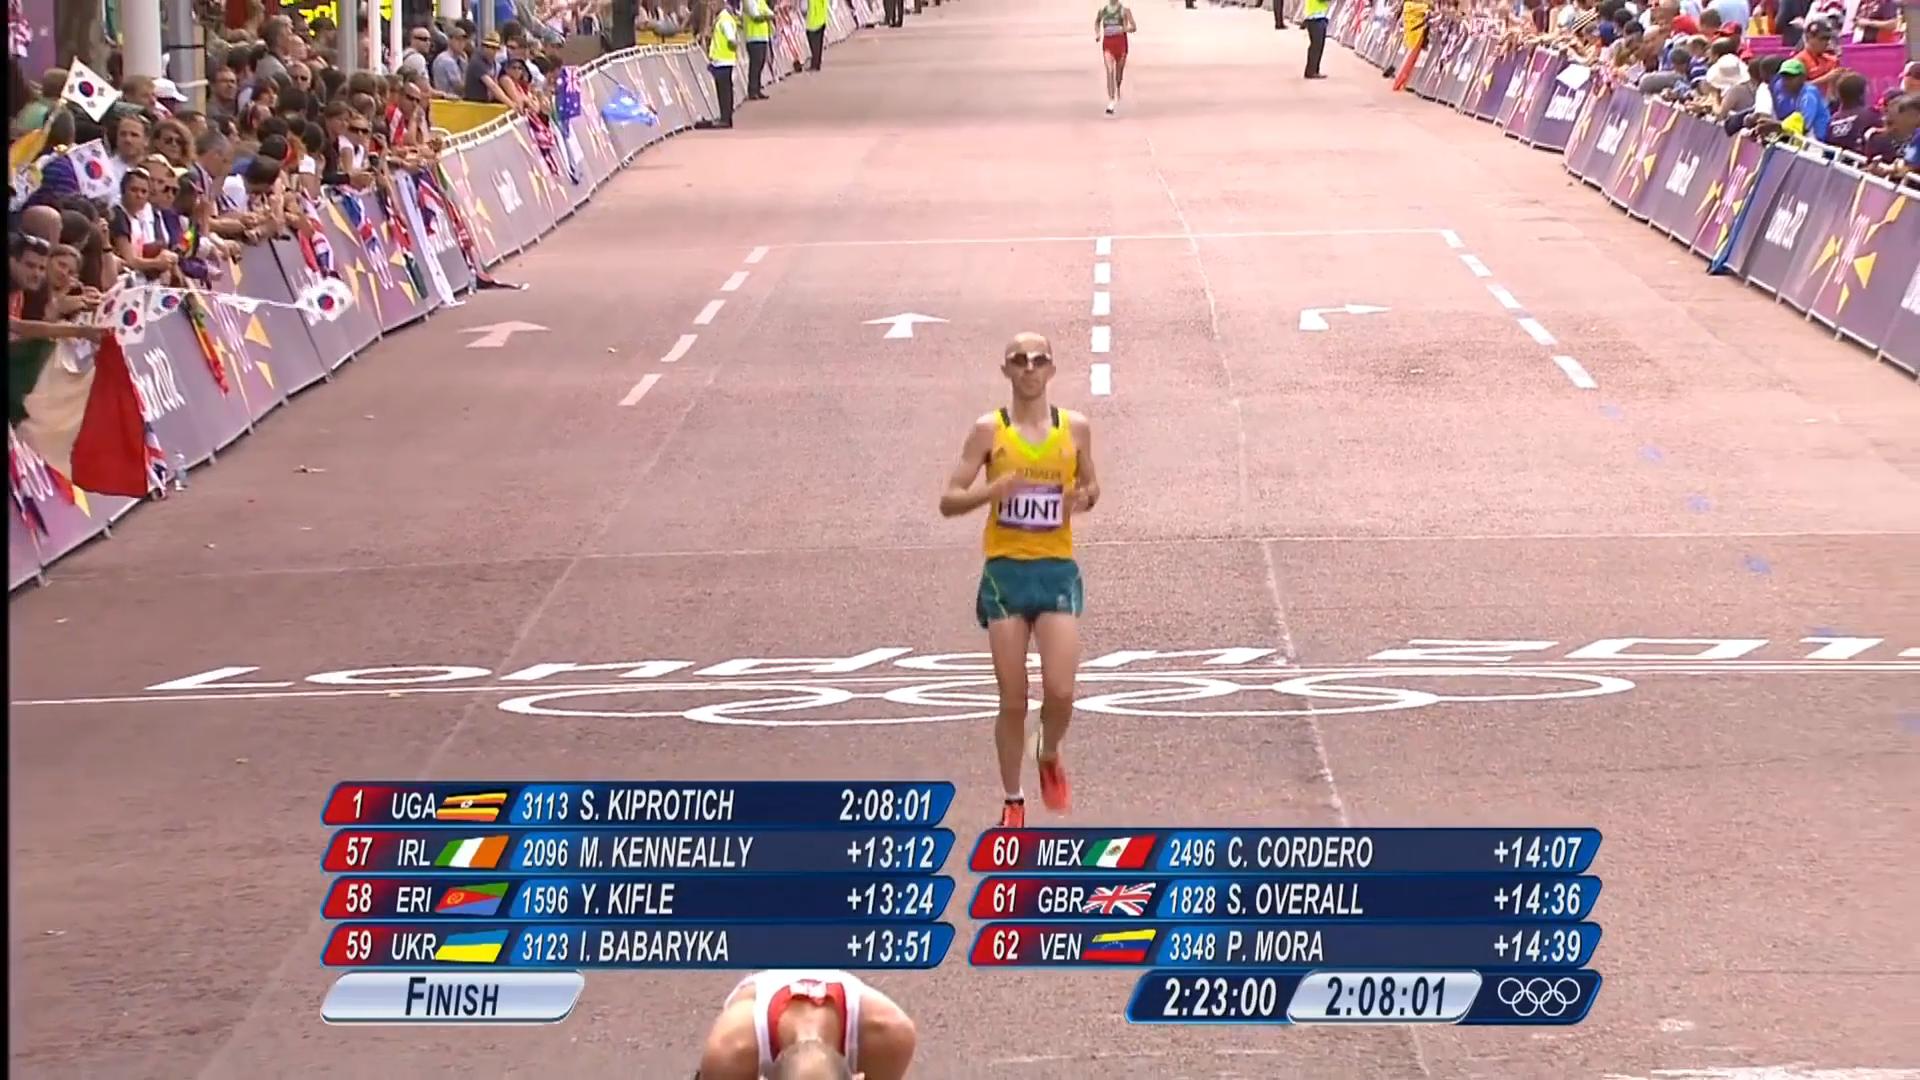 HUNT
London 201
1 UGA 3113 S. KIPROTICH 2:08:01
57 IRL 2096 M. KENNEALLY +13:12
58 ERI 1596 Y. KIFLE +13:24
59 UKR 3123 I. BABARYKA +13:51
60 MEX 2496 C. CORDERO +14:07
61 GBR 1828 S. OVERALL +14:36
62 VEN 3348 P. MORA +14:39
FINISH
2:23:00 2:08:01